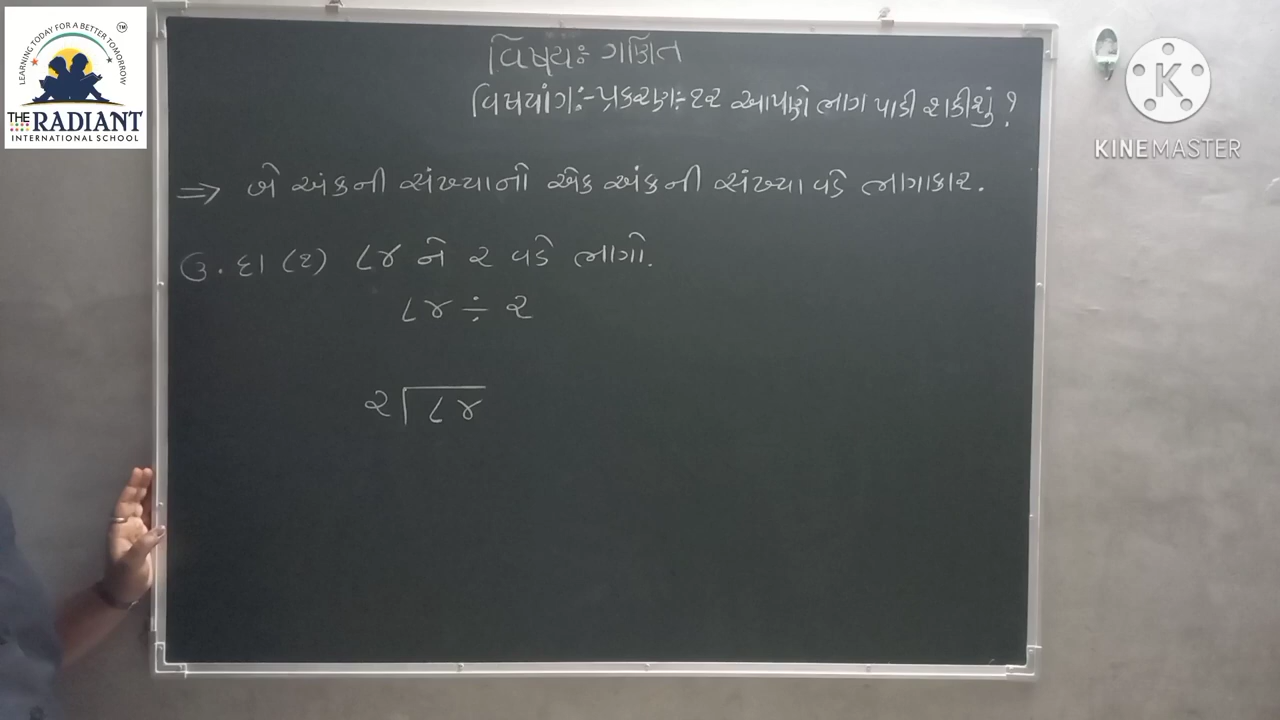 LEARNING TODAY FOR A BETTER TOMORROW
TM
THE RADIANT
INTERNATIONAL SCHOOL
K
KINEMASTER
વિષય:- ગણિત
વિષયાંગ:- પ્રકરણ:- ૧૨ આપણે ભાગ પાડી શકીશું ?
⇒ બે અંકની સંખ્યાનો એક અંકની સંખ્યા વડે ભાગાકાર.
ઉ.દા (૧) ૮૪ ને ૨ વડે ભાગો.
૮૪ ÷ ૨
૨ ૮૪